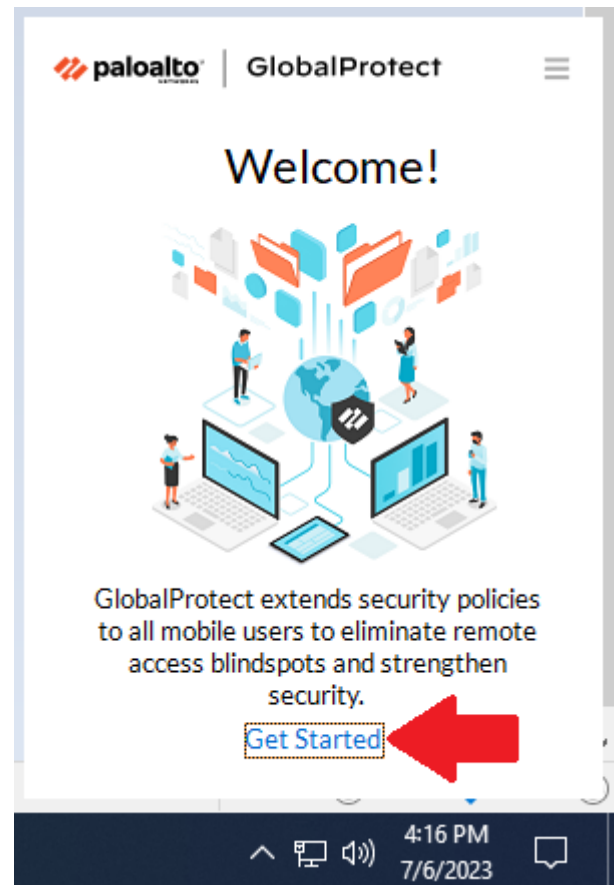 paloalto | GlobalProtect
NETWORKS
Welcome!
GlobalProtect extends security policies
to all mobile users to eliminate remote
access blindspots and strengthen
security.
Get Started
4:16 PM
7/6/2023